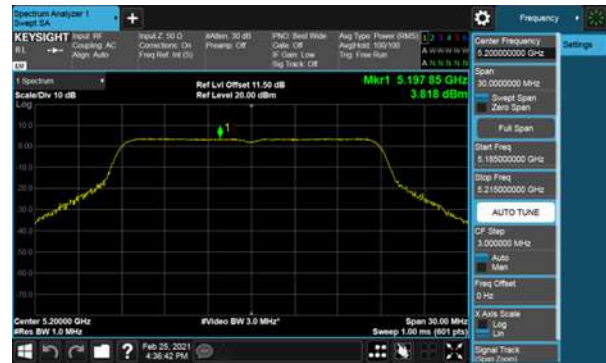 Spectrum Analyzer 1
Swept SA
+
Frequency
KEYSIGHT
Input: RF
Input Z: 50 Ω
#Atten: 30 dB
PNO: Best Wide
Avg Type: Power (RMS)
1 2 3 4 5 6
RL
Coupling: AC
Corrections: On
Preamp: Off
Gate: Off
Avg|Hold: 100/100
A W W W W W
Align: Auto
Freq Ref: Int (S)
IF Gain: Low
Trig: Free Run
Sig Track: Off
A N N N N N
1 Spectrum
Scale/Div 10 dB
Ref Lvl Offset 11.50 dB
Ref Level 20.00 dBm
Mkr1 5.197 85 GHz
3.818 dBm
Log
10.0
0.00
-10.0
-20.0
-30.0
-40.0
-50.0
-60.0
-70.0
1
Center 5.20000 GHz
#Video BW 3.0 MHz*
Span 30.00 MHz
#Res BW 1.0 MHz
Sweep 1.00 ms (601 pts)
Feb 25, 2021
4:36:42 PM
?
Center Frequency
5.200000000 GHz
Settings
Span
30.0000000 MHz
Swept Span
Zero Span
Full Span
Start Freq
5.185000000 GHz
Stop Freq
5.215000000 GHz
AUTO TUNE
CF Step
3.000000 MHz
Auto
Man
Freq Offset
0 Hz
X Axis Scale
Log
Lin
Signal Track
(Span Zoom)